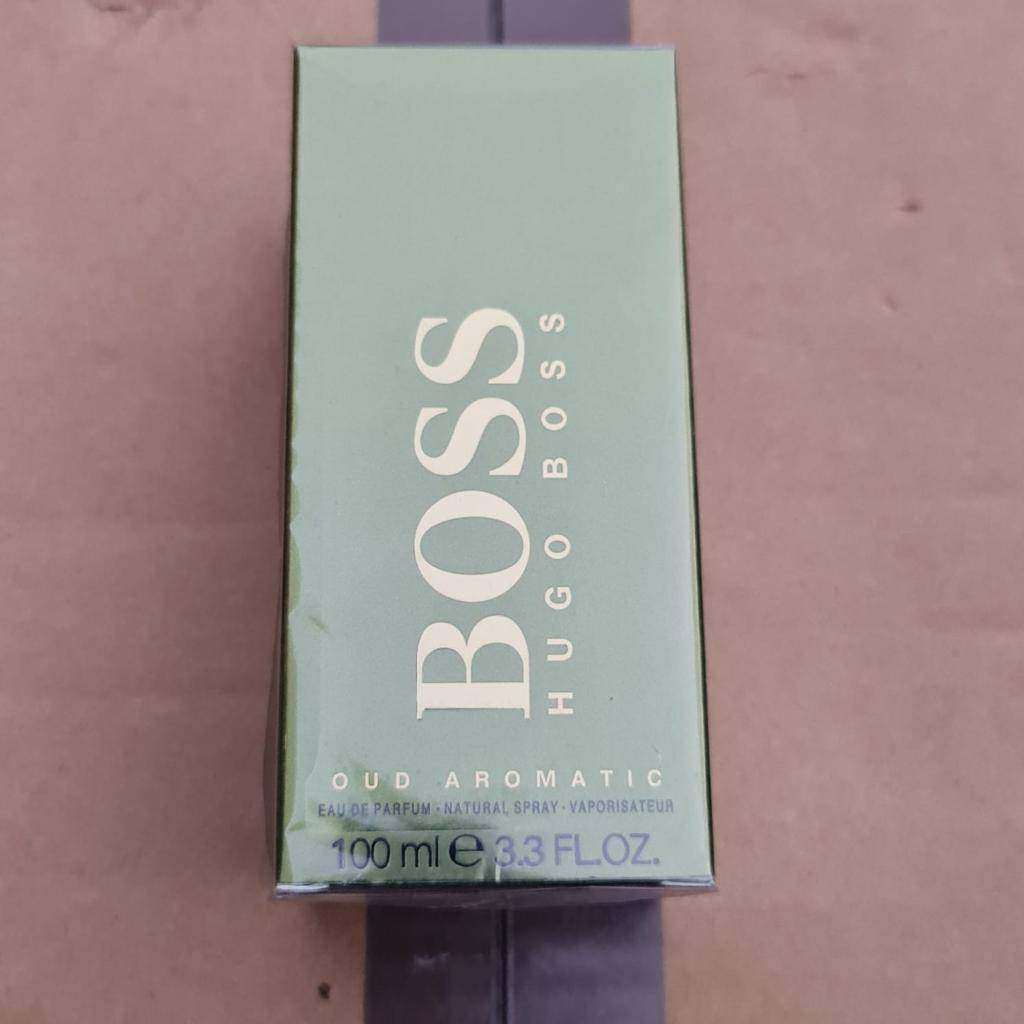 BOSS
HUGO BOSS
OUD AROMATIC
EAU DE PARFUM · NATURAL SPRAY · VAPORISATEUR
100 ml e 3.3 FL.OZ.